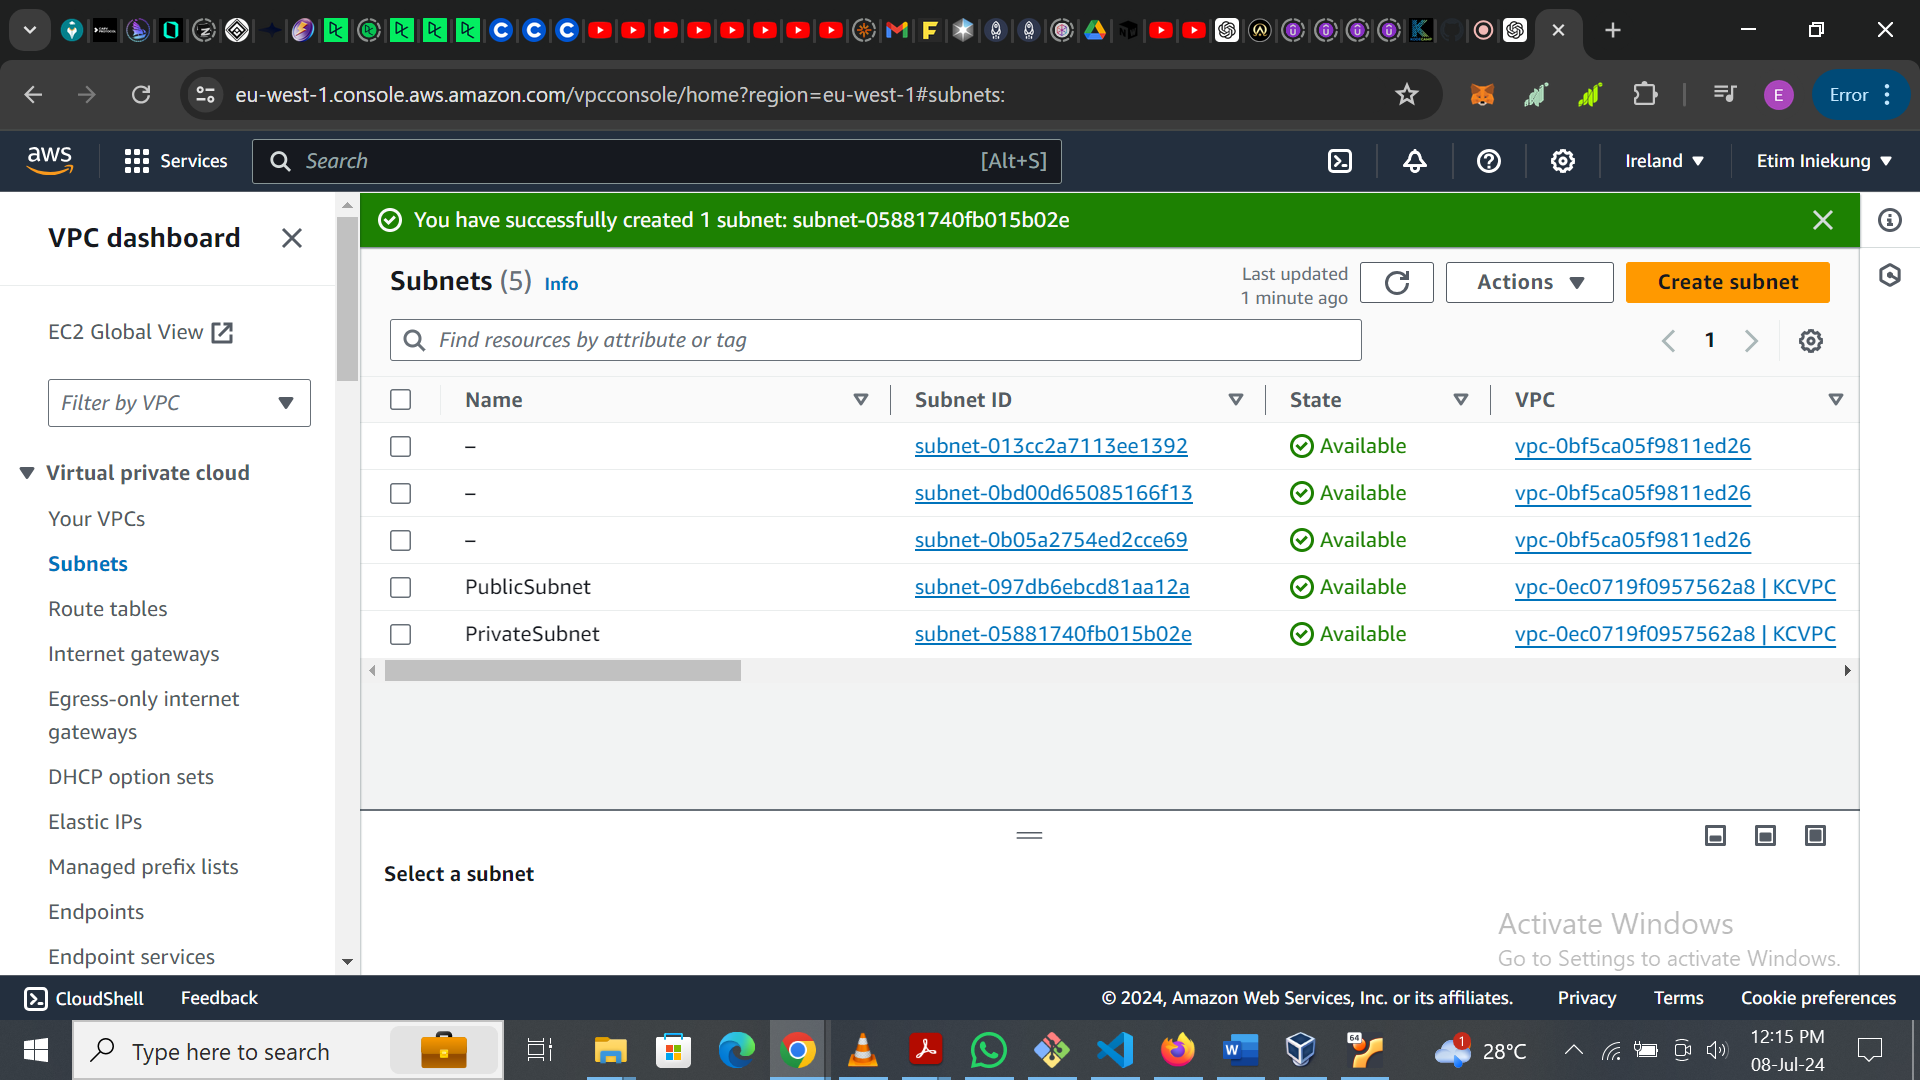 eu-west-1.console.aws.amazon.com/vpcconsole/home?region=eu-west-1#subnets:
E
Error
aws
Services
Search
[Alt+S]
Ireland
Etim Iniekung
VPC dashboard
EC2 Global View
Filter by VPC
Virtual private cloud
Your VPCs
Subnets
Route tables
Internet gateways
Egress-only internet
gateways
DHCP option sets
Elastic IPs
Managed prefix lists
Endpoints
Endpoint services
You have successfully created 1 subnet: subnet-05881740fb015b02e
Subnets (5) Info
Last updated
1 minute ago
Actions
Create subnet
Find resources by attribute or tag
1
Name Subnet ID State VPC
– subnet-013cc2a7113ee1392 Available vpc-0bf5ca05f9811ed26
– subnet-0bd00d65085166f13 Available vpc-0bf5ca05f9811ed26
– subnet-0b05a2754ed2cce69 Available vpc-0bf5ca05f9811ed26
PublicSubnet subnet-097db6ebcd81aa12a Available vpc-0ec0719f0957562a8 | KCVPC
PrivateSubnet subnet-05881740fb015b02e Available vpc-0ec0719f0957562a8 | KCVPC
Select a subnet
Activate Windows
Go to Settings to activate Windows.
CloudShell Feedback
© 2024, Amazon Web Services, Inc. or its affiliates. Privacy Terms Cookie preferences
Type here to search
W
64
1
28°C
12:15 PM
08-Jul-24